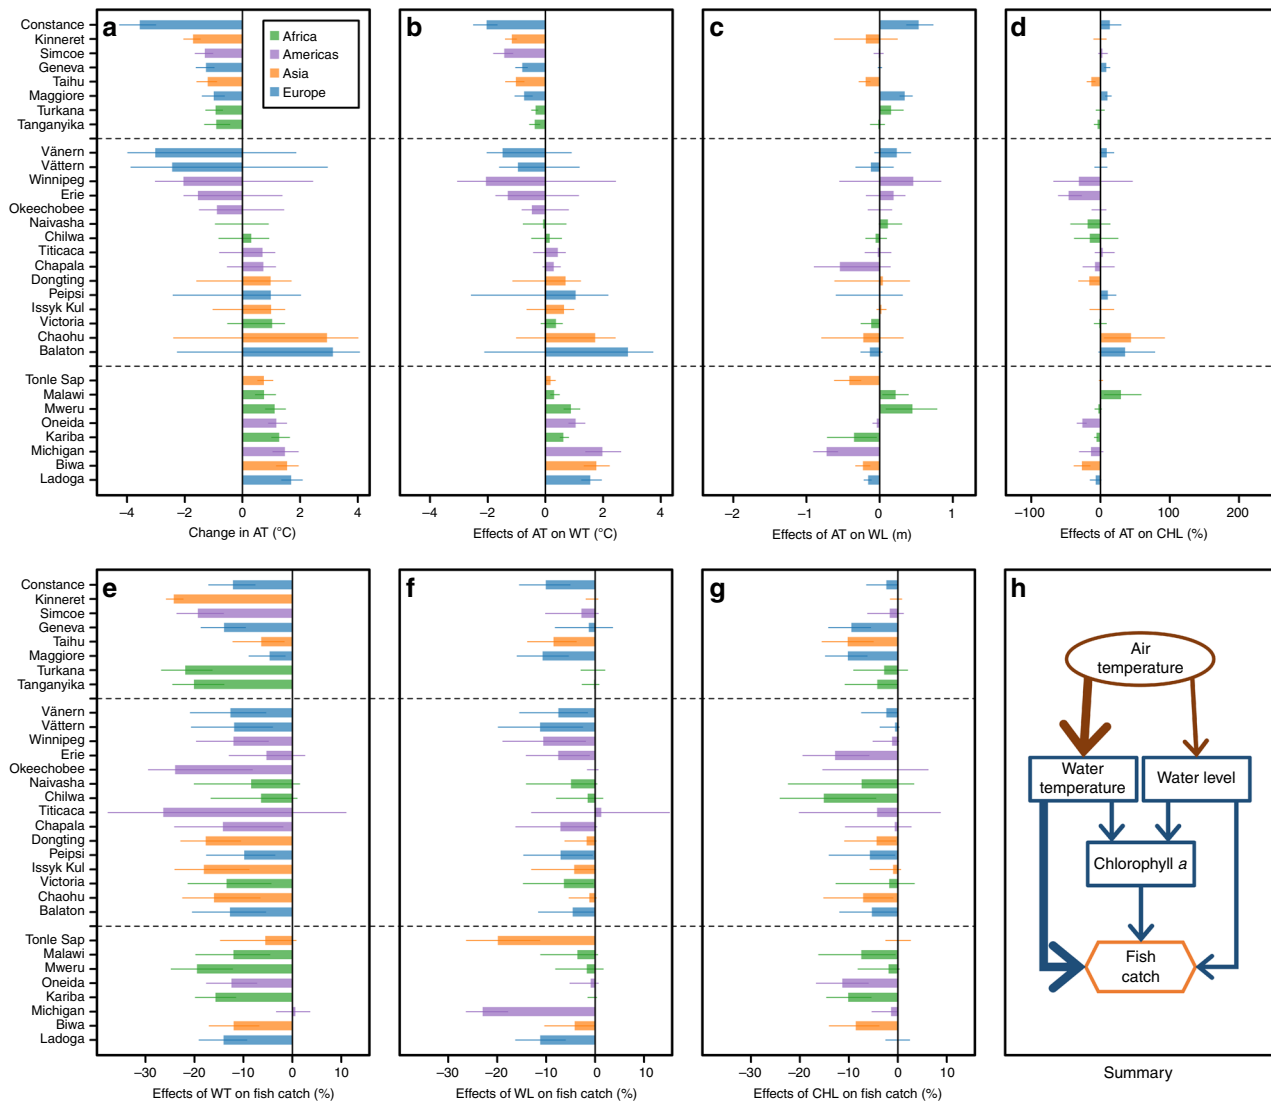 a
b
c
d
Constance
Kinneret
Simcoe
Geneva
Taihu
Maggiore
Turkana
Tanganyika
Vänern
Vättern
Winnipeg
Erie
Okeechobee
Naivasha
Chilwa
Titicaca
Chapala
Dongting
Peipsi
Issyk Kul
Victoria
Chaohu
Balaton
Tonle Sap
Malawi
Mweru
Oneida
Kariba
Michigan
Biwa
Ladoga
Africa
Americas
Asia
Europe
−4 −2 0 2 4
Change in AT (°C)
−4 −2 0 2 4
Effects of AT on WT (°C)
−2 −1 0 1
Effects of AT on WL (m)
−100 0 100 200
Effects of AT on CHL (%)
e
f
g
h
Constance
Kinneret
Simcoe
Geneva
Taihu
Maggiore
Turkana
Tanganyika
Vänern
Vättern
Winnipeg
Erie
Okeechobee
Naivasha
Chilwa
Titicaca
Chapala
Dongting
Peipsi
Issyk Kul
Victoria
Chaohu
Balaton
Tonle Sap
Malawi
Mweru
Oneida
Kariba
Michigan
Biwa
Ladoga
−30 −20 −10 0 10
Effects of WT on fish catch (%)
−30 −20 −10 0 10
Effects of WL on fish catch (%)
−30 −20 −10 0 10
Effects of CHL on fish catch (%)
Air
temperature
Water
temperature
Water level
Chlorophyll a
Fish
catch
Summary